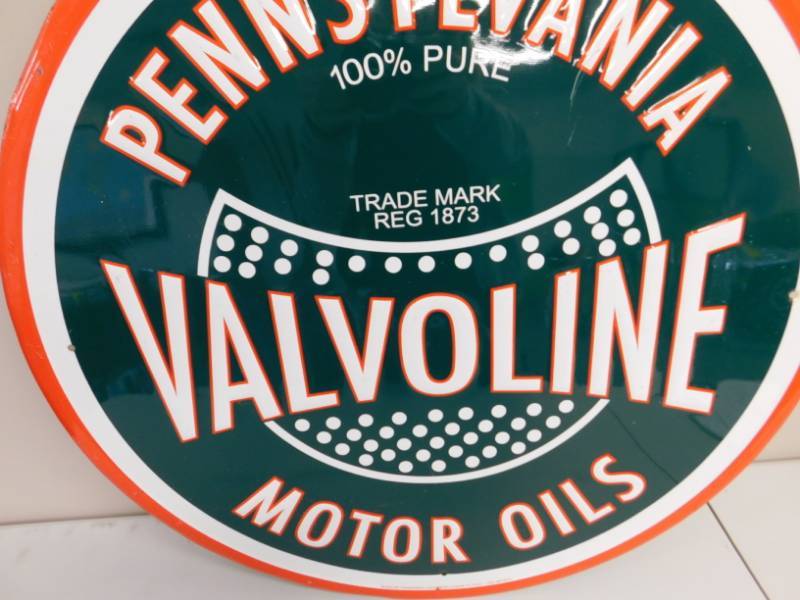 PENNSYLVANIA
100% PURE
TRADE MARK
REG 1873
VALVOLINE
MOTOR OILS